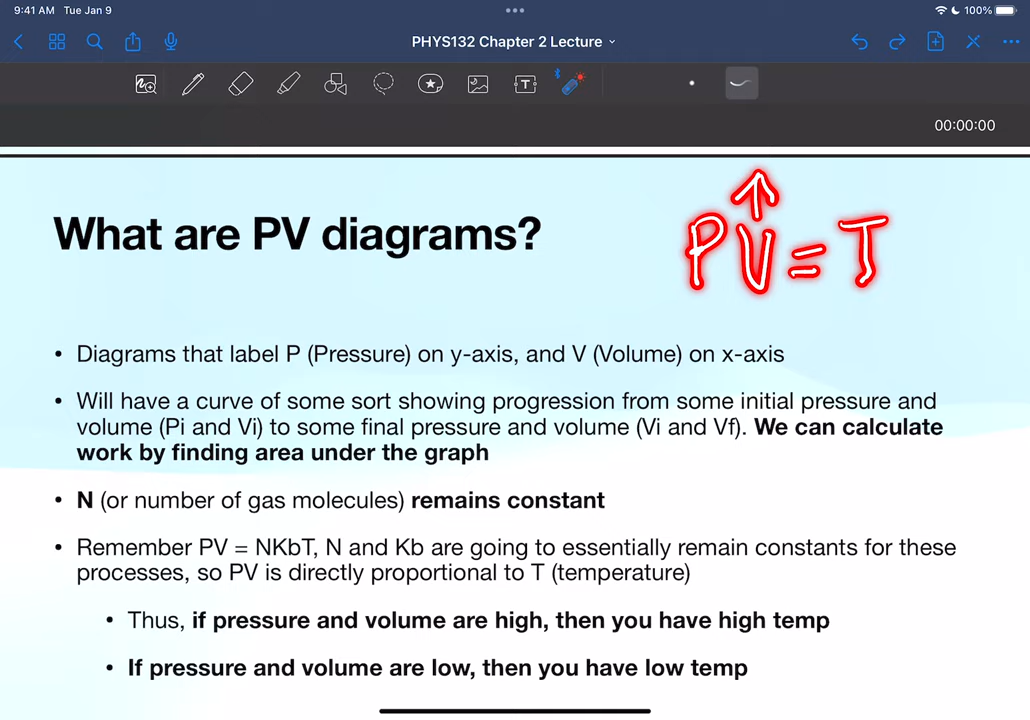 9:41 AM Tue Jan 9
100%
PHYS132 Chapter 2 Lecture
T
00:00:00
What are PV diagrams?
PV = T
• Diagrams that label P (Pressure) on y-axis, and V (Volume) on x-axis
• Will have a curve of some sort showing progression from some initial pressure and
volume (Pi and Vi) to some final pressure and volume (Vi and Vf). We can calculate
work by finding area under the graph
• N (or number of gas molecules) remains constant
• Remember PV = NKbT, N and Kb are going to essentially remain constants for these
processes, so PV is directly proportional to T (temperature)
• Thus, if pressure and volume are high, then you have high temp
• If pressure and volume are low, then you have low temp